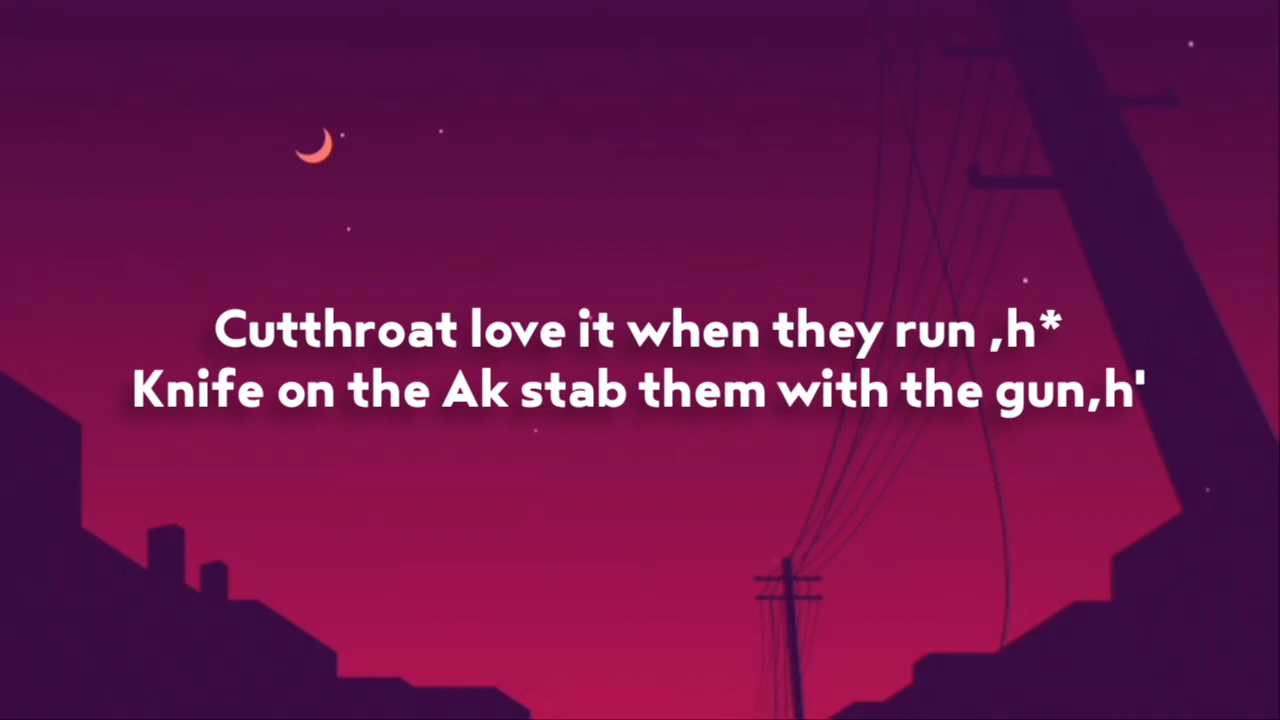 Cutthroat love it when they run ,h*
Knife on the Ak stab them with the gun,h'